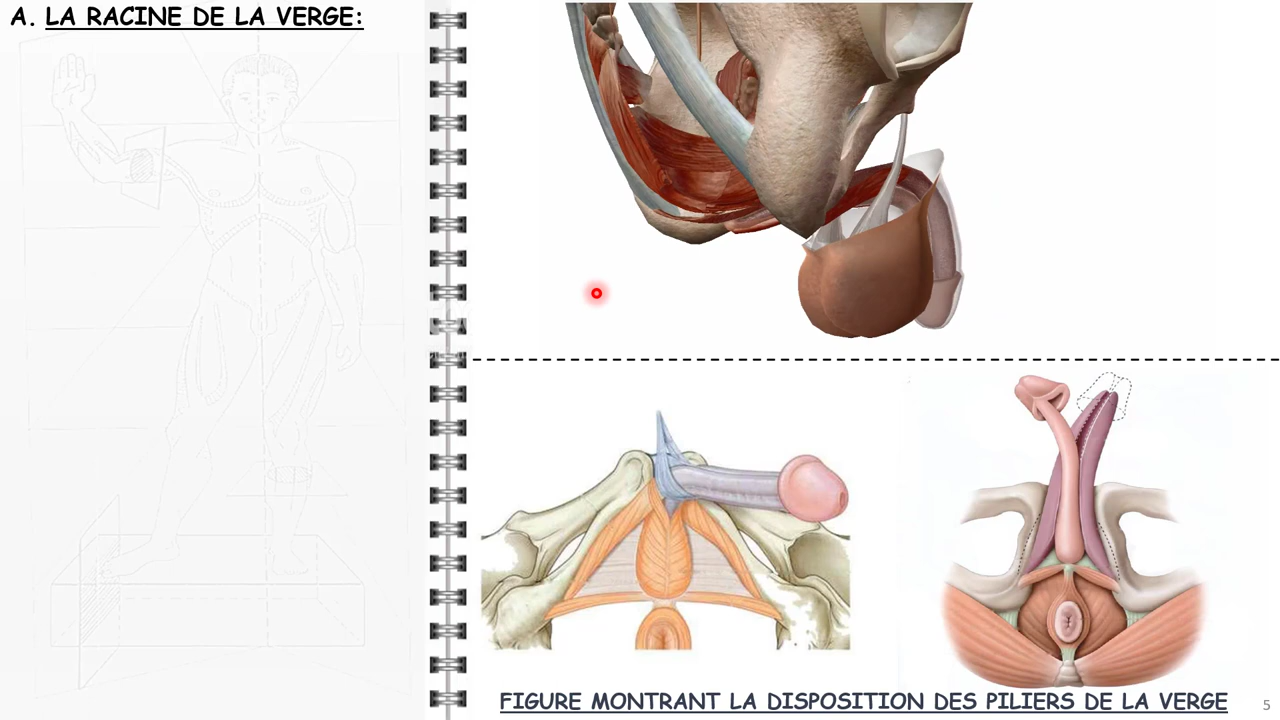 A. LA RACINE DE LA VERGE:
FIGURE MONTRANT LA DISPOSITION DES PILIERS DE LA VERGE
5